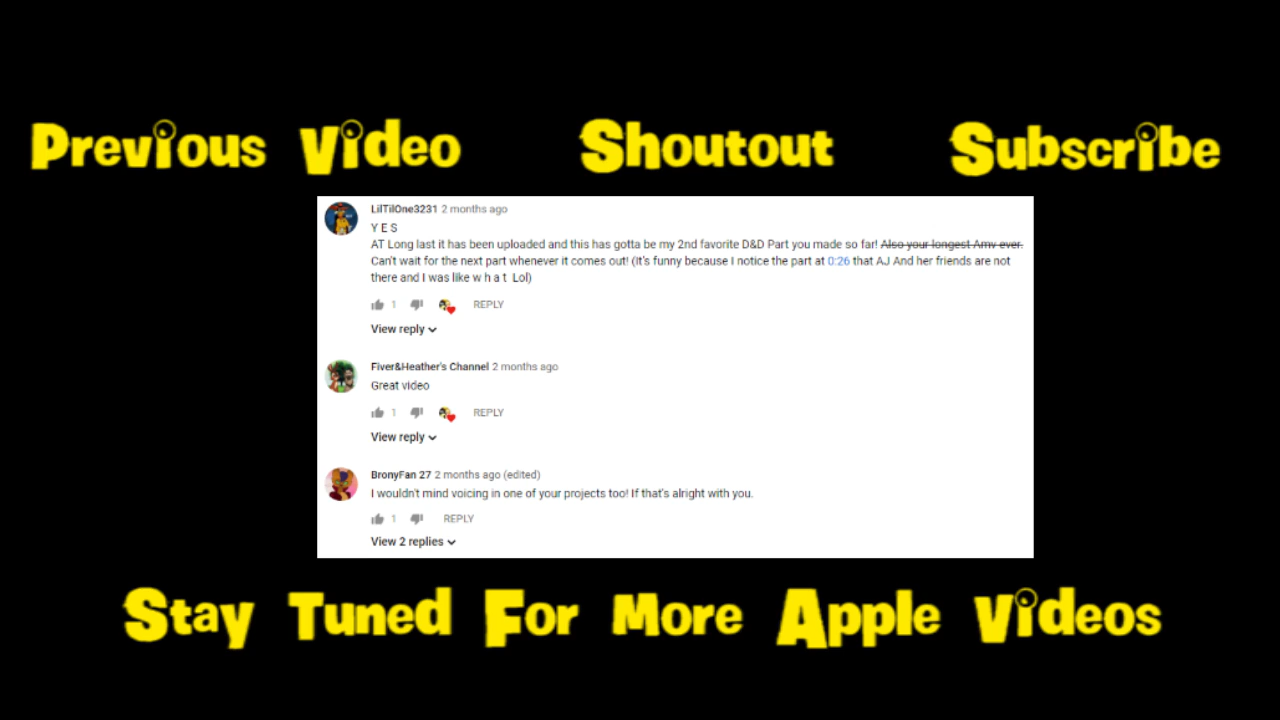 Previous Video Shoutout Subscribe
LilTilOne3231 2 months ago
Y E S
AT Long last it has been uploaded and this has gotta be my 2nd favorite D&D Part you made so far! Also your longest Amv ever.
Can't wait for the next part whenever it comes out! (It's funny because I notice the part at 0:26 that AJ And her friends are not
there and I was like w h a t Lol)
1 REPLY
View reply
Fiver&Heather's Channel 2 months ago
Great video
1 REPLY
View reply
BronyFan 27 2 months ago (edited)
I wouldn't mind voicing in one of your projects too! If that's alright with you.
1 REPLY
View 2 replies
Stay Tuned For More Apple Videos